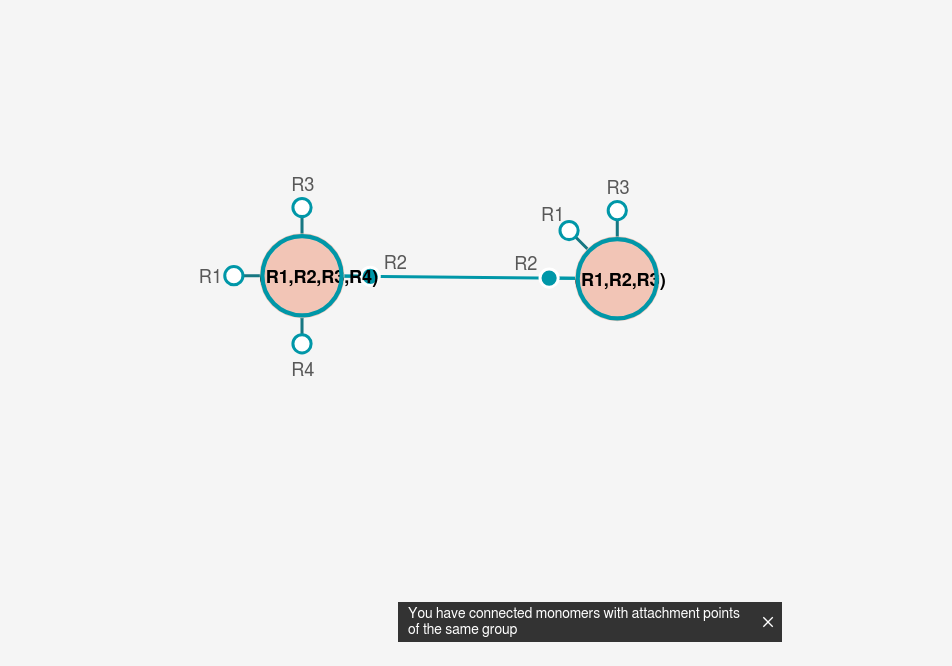 R3
R3
R1
R1
R1,R2,R3,R4)
R2
R2
R1,R2,R3)
R4
You have connected monomers with attachment points
of the same group